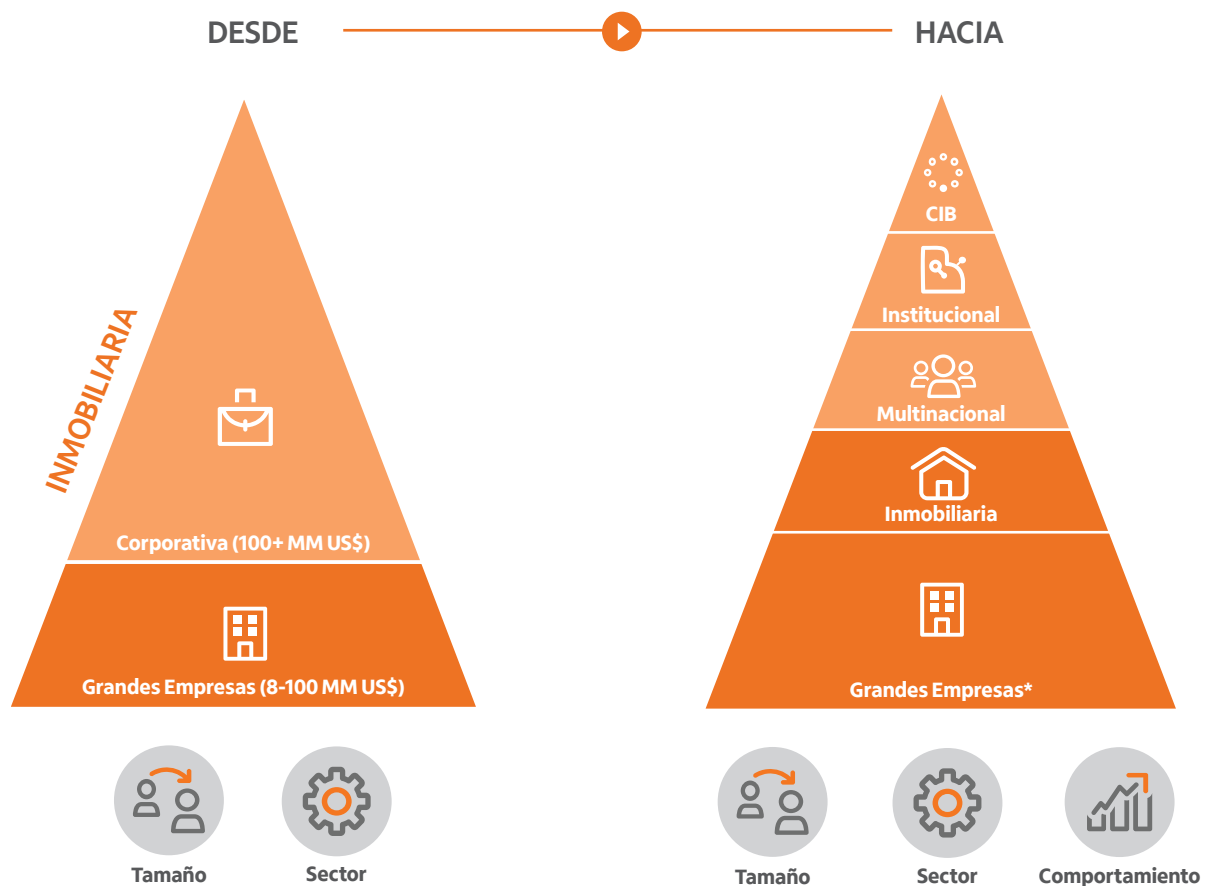 DESDE
HACIA
INMOBILIARIA
Corporativa (100+ MM US$)
Grandes Empresas (8-100 MM US$)
Tamaño
Sector
CIB
Institucional
Multinacional
Inmobiliaria
Grandes Empresas*
Tamaño
Sector
Comportamiento